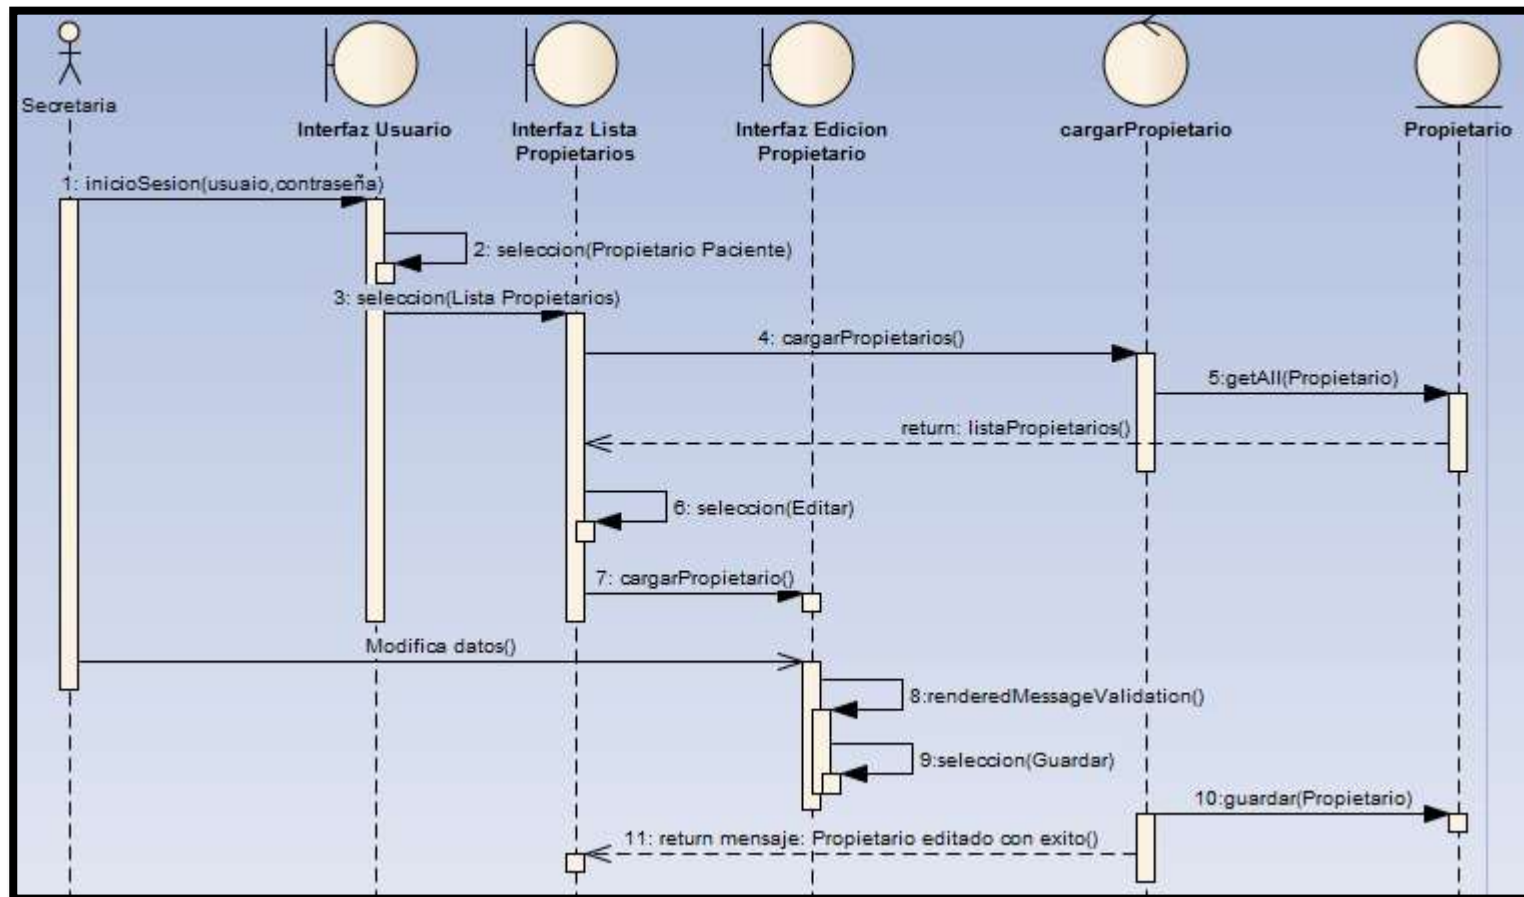 Secretaria
Interfaz Usuario
Interfaz Lista
Propietarios
Interfaz Edicion
Propietario
cargarPropietario
Propietario
1: inicioSesion(usuaio,contraseña)
2: seleccion(Propietario Paciente)
3: seleccion(Lista Propietarios)
4: cargarPropietarios()
5:getAll(Propietario)
return: listaPropietarios()
6: seleccion(Editar)
7: cargarPropietario()
Modifica datos()
8:renderedMessageValidation()
9:seleccion(Guardar)
10:guardar(Propietario)
11: return mensaje: Propietario editado con exito()